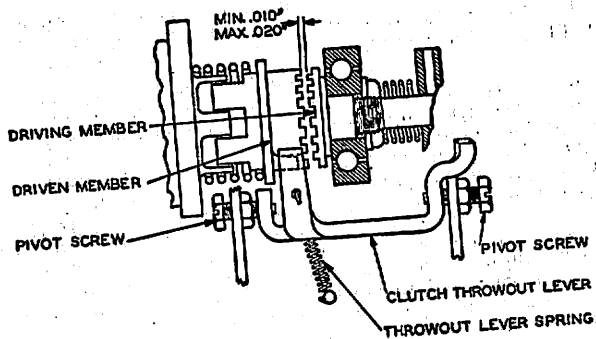 MIN. .010"
MAX. .020"
DRIVING MEMBER
DRIVEN MEMBER
PIVOT SCREW
PIVOT SCREW
CLUTCH THROWOUT LEVER
THROWOUT LEVER SPRING